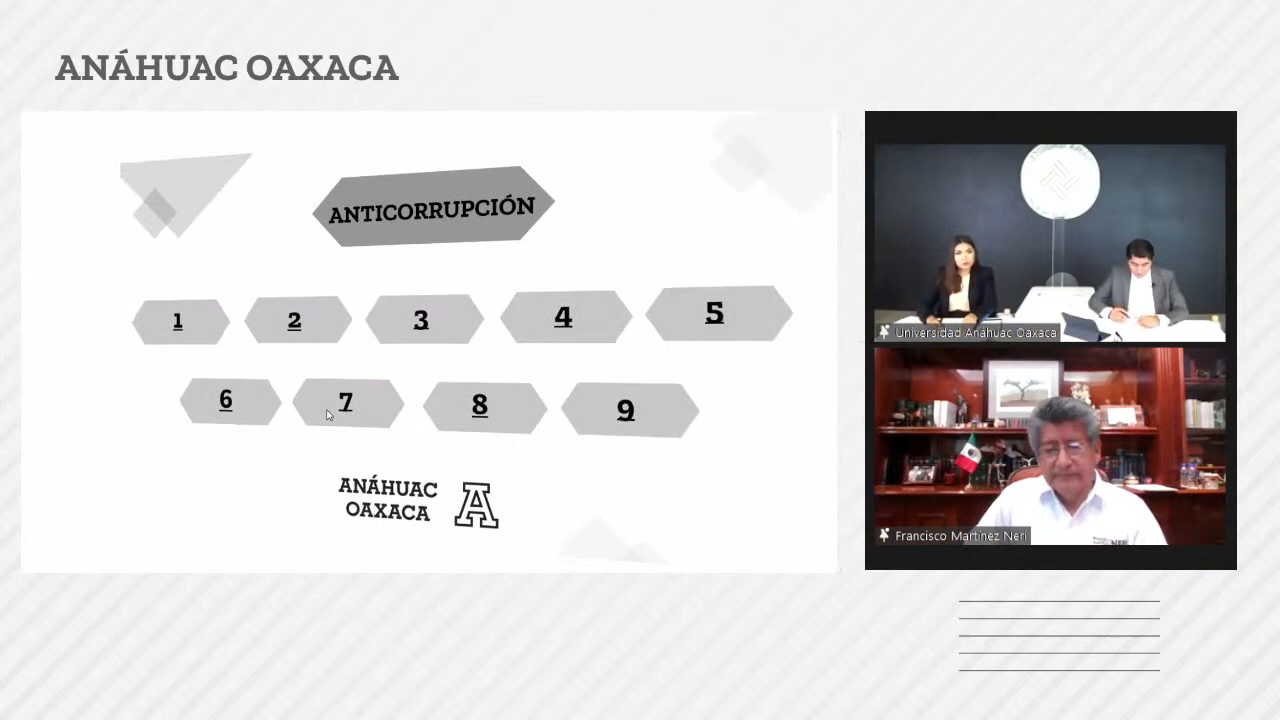 ANÁHUAC OAXACA
ANTICORRUPCIÓN
1 2 3 4 5
6 7 8 9
ANÁHUAC
OAXACA
A
Universidad Anáhuac Oaxaca
Francisco Martínez Neri